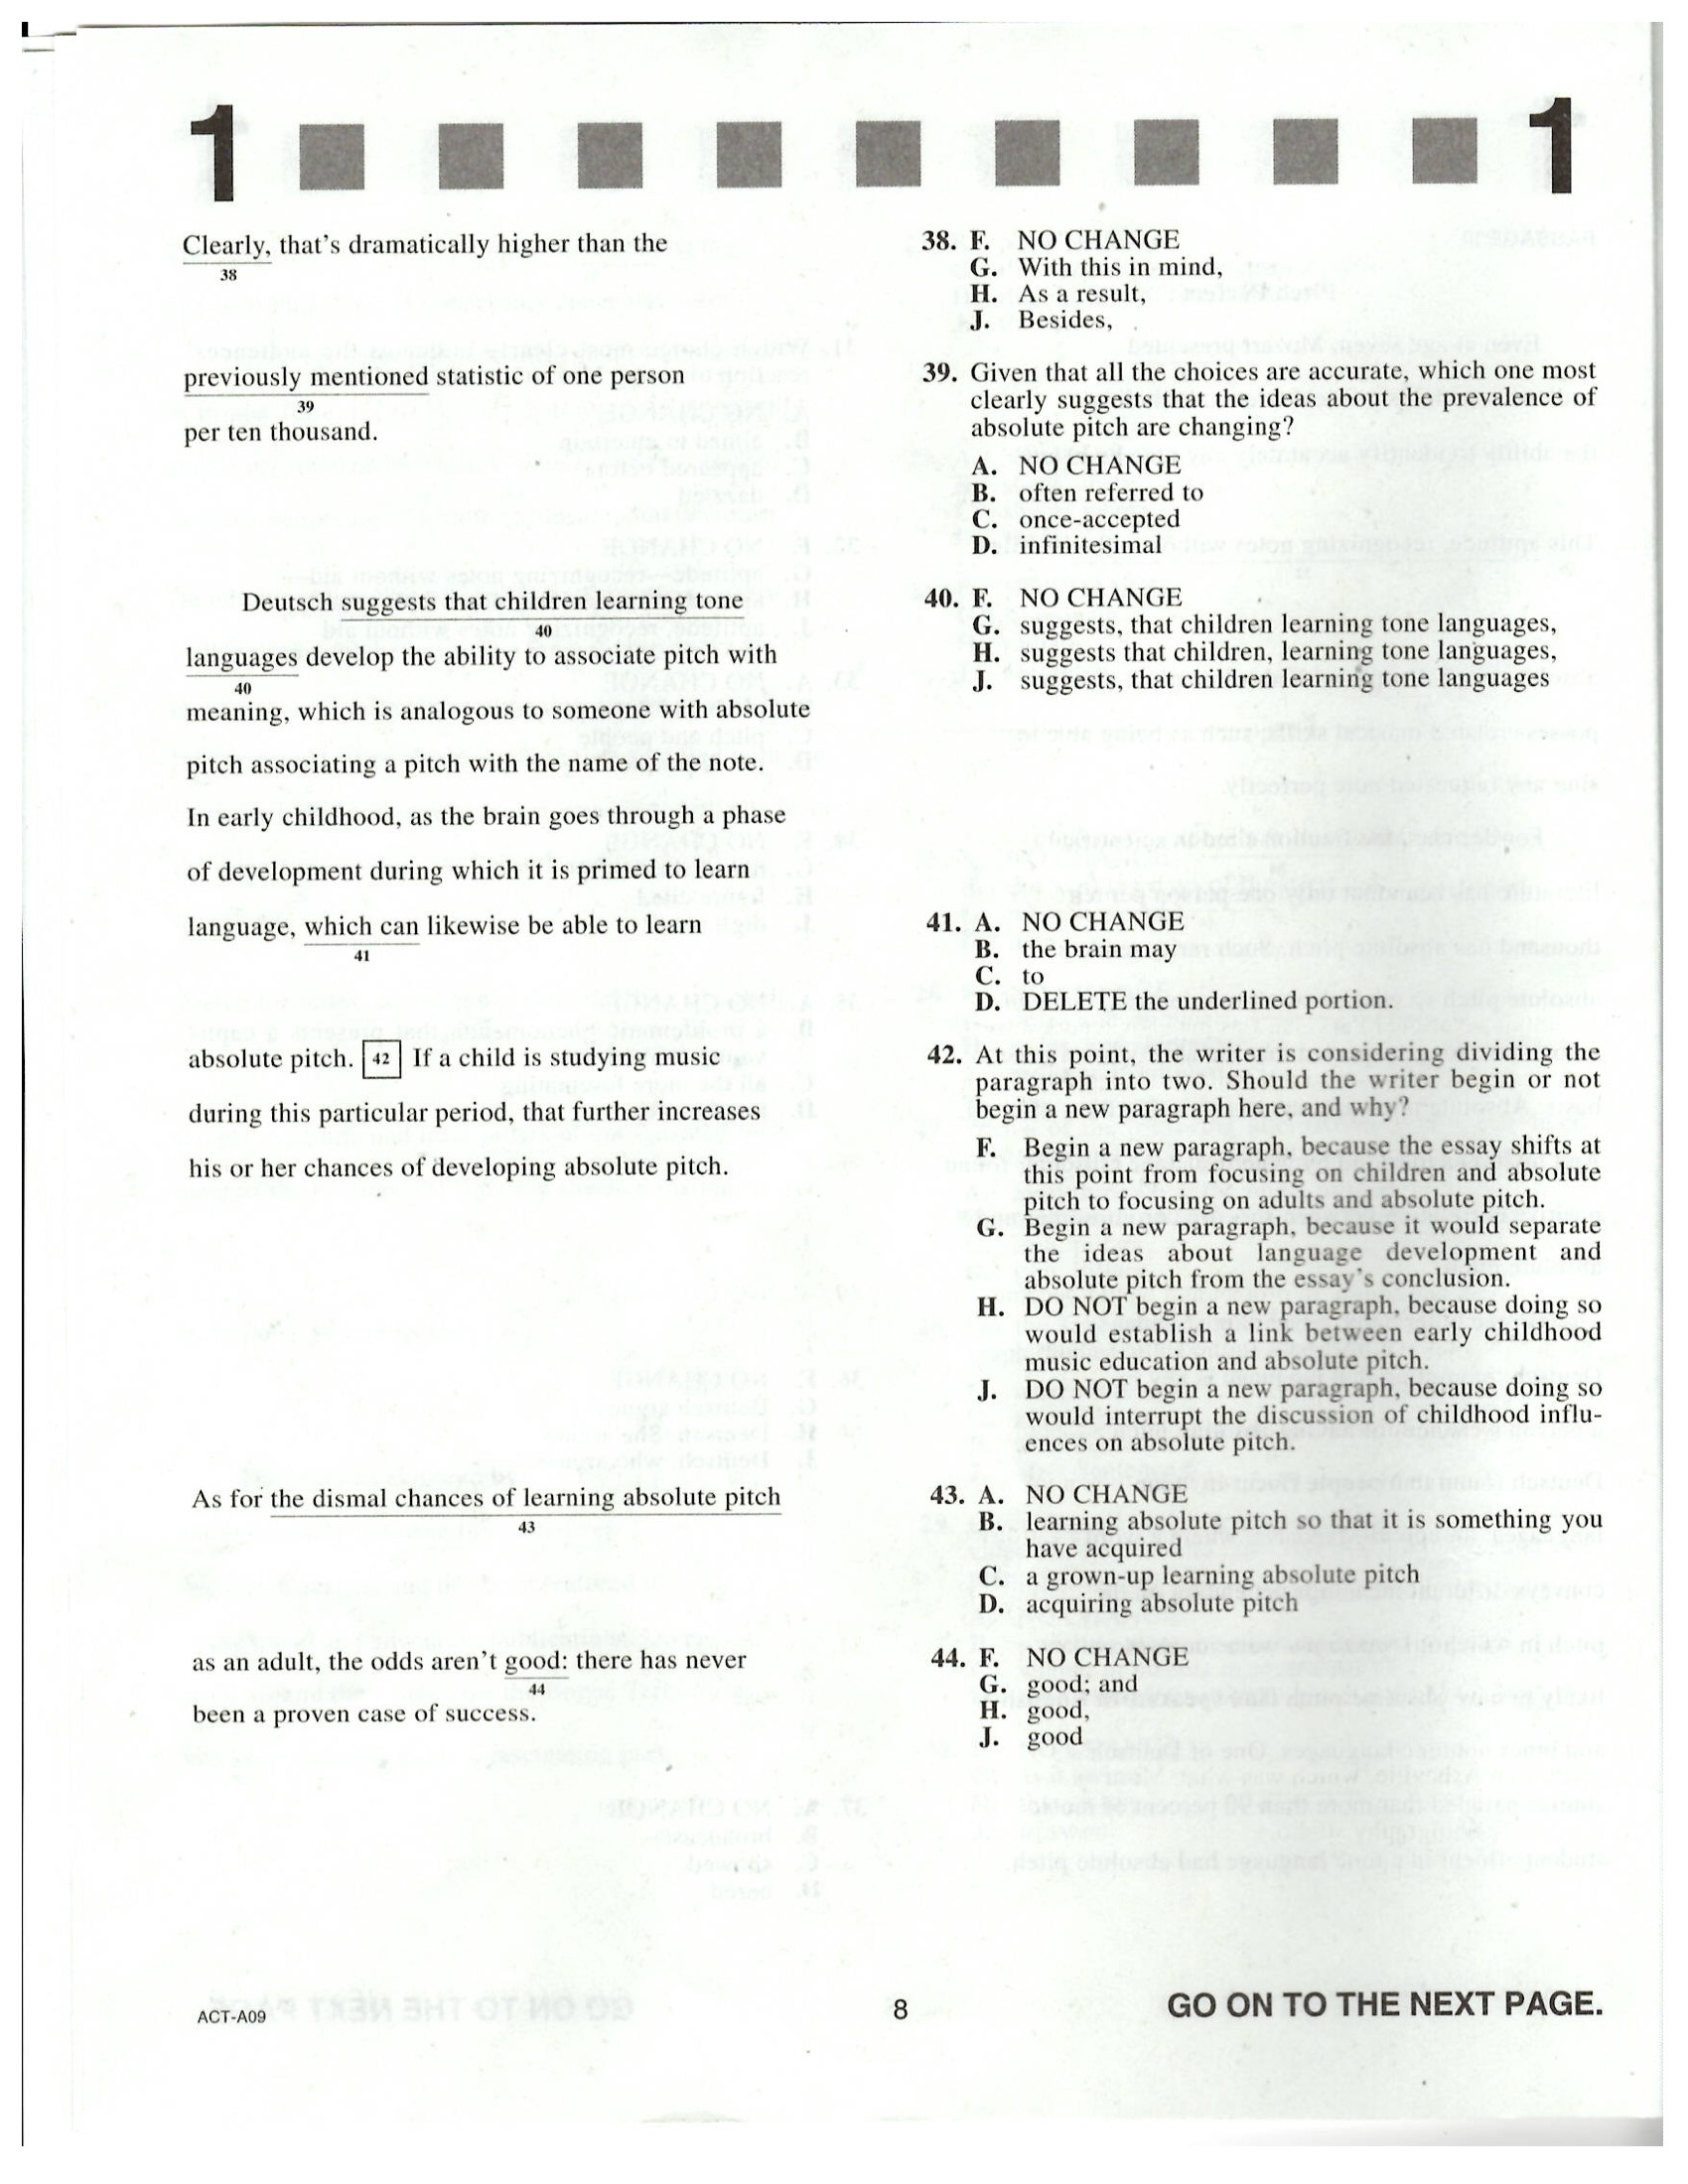 1 1
Clearly, that's dramatically higher than the
38
previously mentioned statistic of one person
39
per ten thousand.
Deutsch suggests that children learning tone
40
languages develop the ability to associate pitch with
40
meaning, which is analogous to someone with absolute
pitch associating a pitch with the name of the note.
In early childhood, as the brain goes through a phase
of development during which it is primed to learn
language, which can likewise be able to learn
41
absolute pitch. 42 If a child is studying music
during this particular period, that further increases
his or her chances of developing absolute pitch.
As for the dismal chances of learning absolute pitch
43
as an adult, the odds aren't good: there has never
44
been a proven case of success.
38. F. NO CHANGE
G. With this in mind,
H. As a result,
J. Besides,
39. Given that all the choices are accurate, which one most
clearly suggests that the ideas about the prevalence of
absolute pitch are changing?
A. NO CHANGE
B. often referred to
C. once-accepted
D. infinitesimal
40. F. NO CHANGE
G. suggests, that children learning tone languages,
H. suggests that children, learning tone languages,
J. suggests, that children learning tone languages
41. A. NO CHANGE
B. the brain may
C. to
D. DELETE the underlined portion.
42. At this point, the writer is considering dividing the
paragraph into two. Should the writer begin or not
begin a new paragraph here, and why?
F. Begin a new paragraph, because the essay shifts at
this point from focusing on children and absolute
pitch to focusing on adults and absolute pitch.
G. Begin a new paragraph, because it would separate
the ideas about language development and
absolute pitch from the essay's conclusion.
H. DO NOT begin a new paragraph, because doing so
would establish a link between early childhood
music education and absolute pitch.
J. DO NOT begin a new paragraph, because doing so
would interrupt the discussion of childhood influ-
ences on absolute pitch.
43. A. NO CHANGE
B. learning absolute pitch so that it is something you
have acquired
C. a grown-up learning absolute pitch
D. acquiring absolute pitch
44. F. NO CHANGE
G. good; and
H. good,
J. good
ACT-A09
8
GO ON TO THE NEXT PAGE.